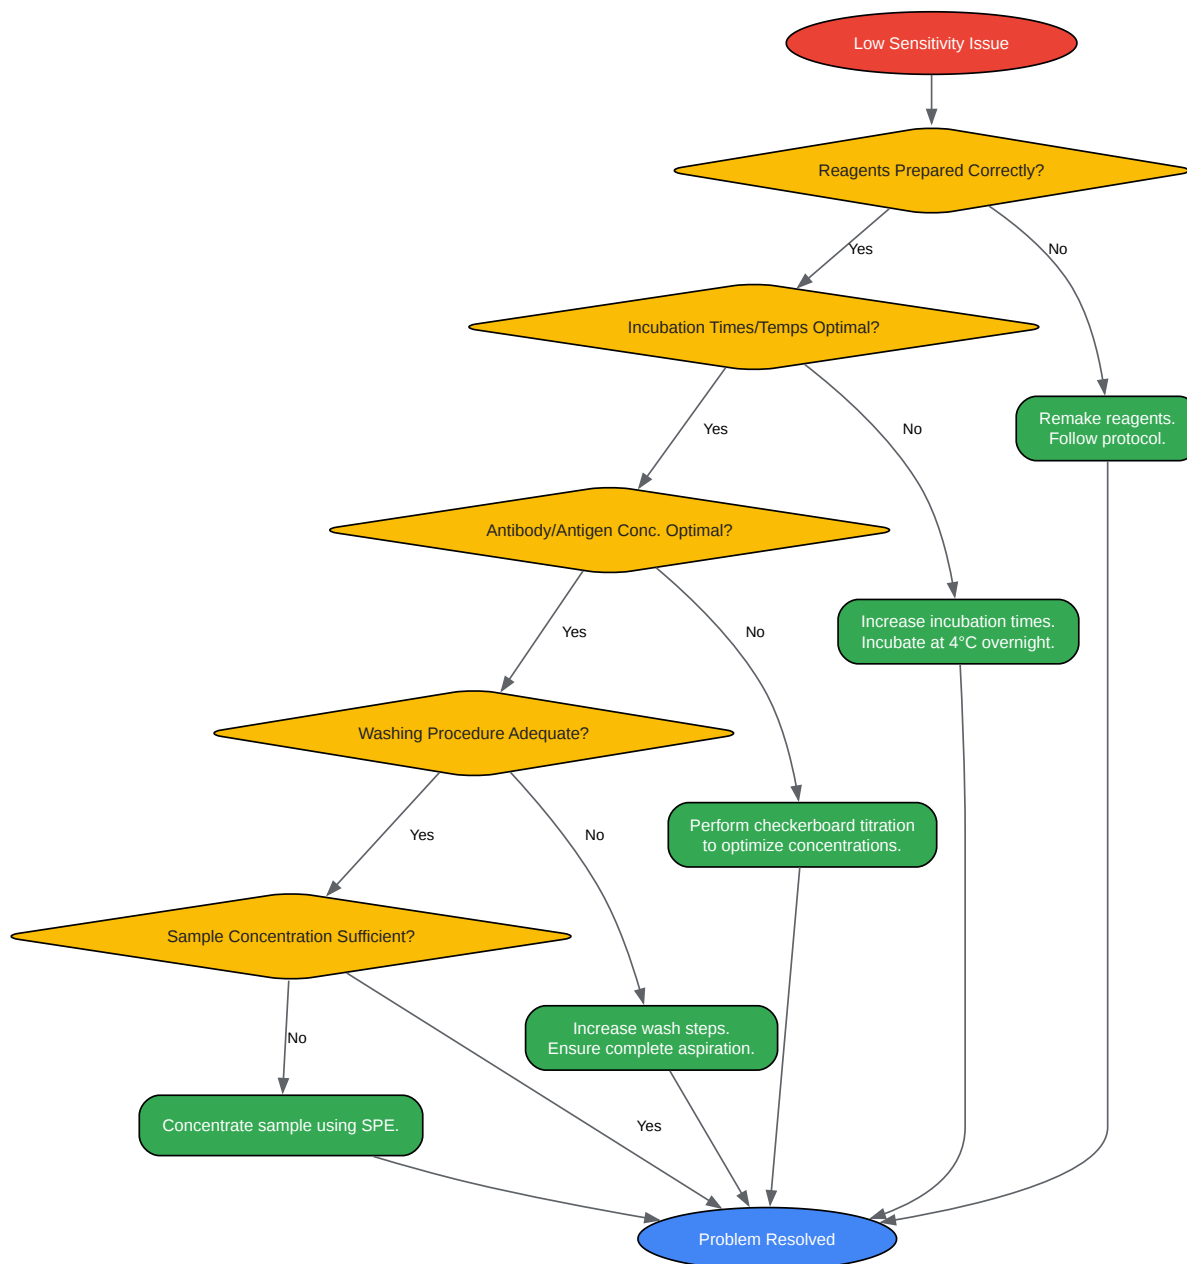 Low Sensitivity Issue
Reagents Prepared Correctly?
Yes
No
Incubation Times/Temps Optimal?
Remake reagents.
Follow protocol.
Yes
No
Antibody/Antigen Conc. Optimal?
Increase incubation times.
Incubate at 4°C overnight.
Yes
No
Washing Procedure Adequate?
Perform checkerboard titration
to optimize concentrations.
Yes
No
Sample Concentration Sufficient?
Increase wash steps.
Ensure complete aspiration.
No
Concentrate sample using SPE.
Yes
Problem Resolved